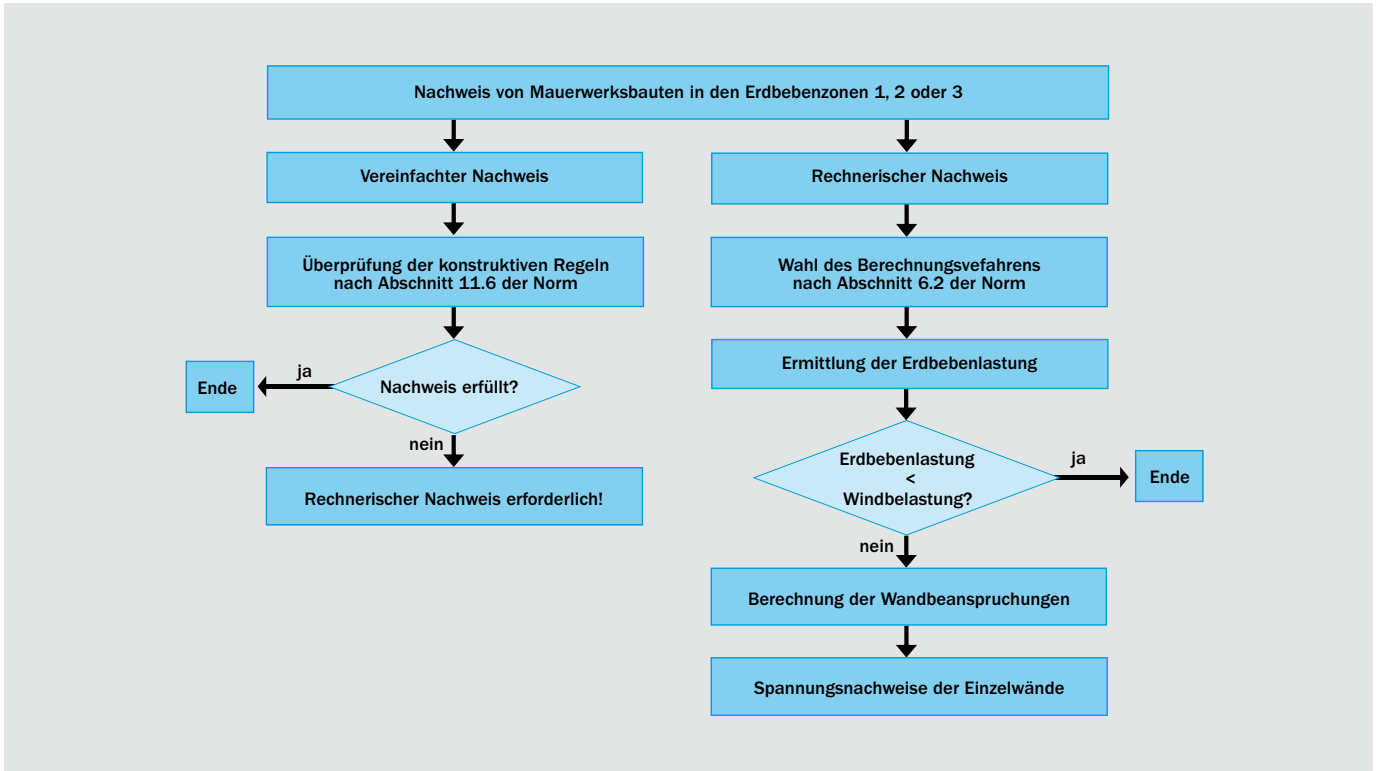 Nachweis von Mauerwerksbauten in den Erdbebenzonen 1, 2 oder 3
Vereinfachter Nachweis
Überprüfung der konstruktiven Regeln
nach Abschnitt 11.6 der Norm
Nachweis erfüllt?
ja
Ende
nein
Rechnerischer Nachweis erforderlich!
Rechnerischer Nachweis
Wahl des Berechnungsvefahrens
nach Abschnitt 6.2 der Norm
Ermittlung der Erdbebenlastung
Erdbebenlastung
<
Windbelastung?
ja
Ende
nein
Berechnung der Wandbeanspruchungen
Spannungsnachweise der Einzelwände